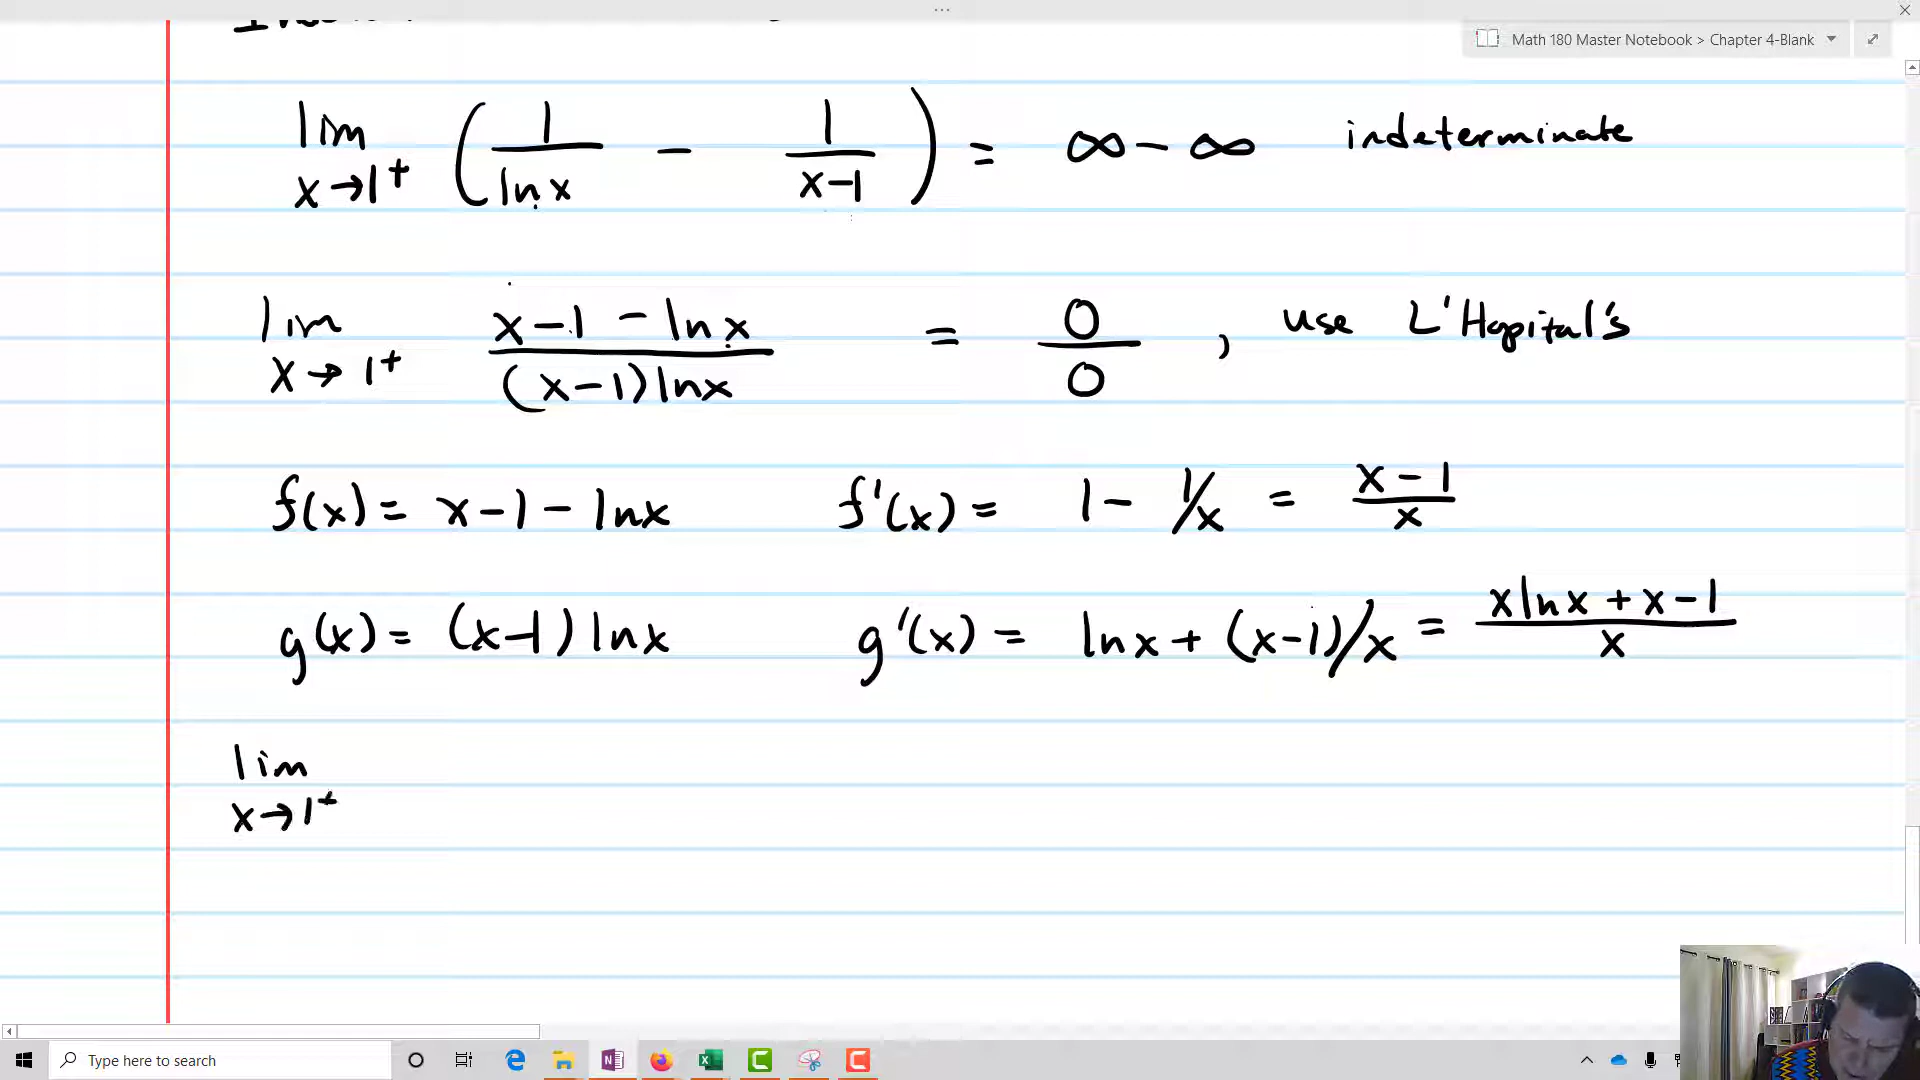 Math 180 Master Notebook > Chapter 4-Blank
lim x→1⁺ (1/ln x − 1/(x−1)) = ∞ − ∞ indeterminate
lim x→1⁺ (x−1 − ln x)/((x−1) ln x) = 0/0 , use L'Hopital's
f(x) = x−1 − ln x f'(x) = 1 − 1/x = (x−1)/x
g(x) = (x−1) ln x g'(x) = ln x + (x−1)/x = (x ln x + x−1)/x
lim x→1⁺
Type here to search